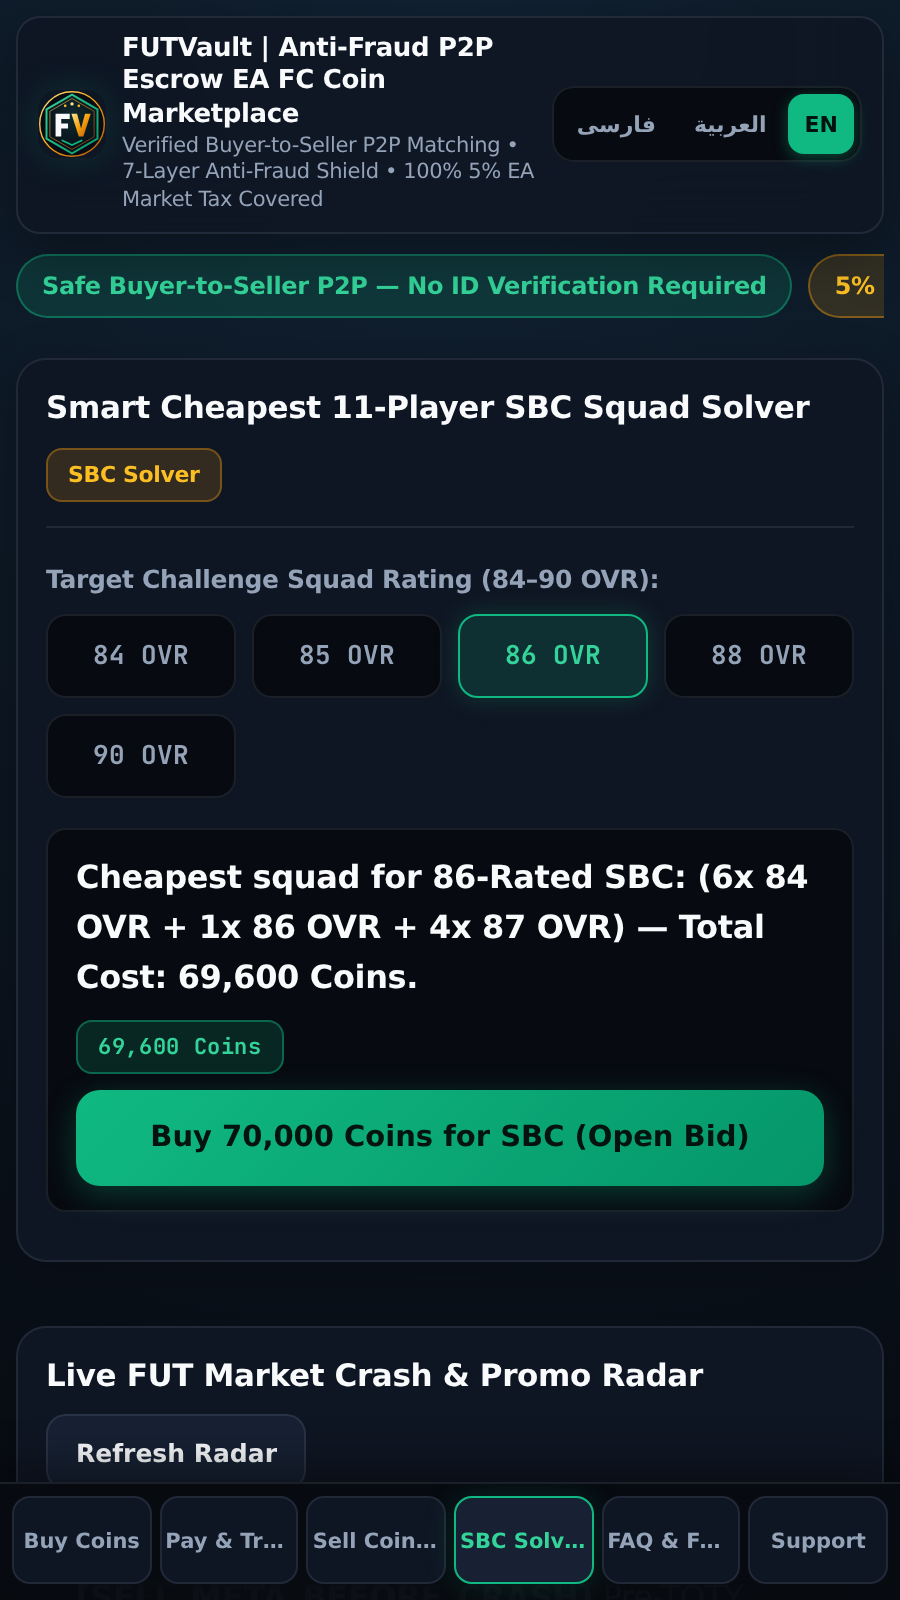 FV
FUTVault | Anti-Fraud P2P
Escrow EA FC Coin
Marketplace
Verified Buyer-to-Seller P2P Matching •
7-Layer Anti-Fraud Shield • 100% 5% EA
Market Tax Covered
فارسی
العربية
EN
Safe Buyer-to-Seller P2P — No ID Verification Required
5%
Smart Cheapest 11-Player SBC Squad Solver
SBC Solver
Target Challenge Squad Rating (84–90 OVR):
84 OVR
85 OVR
86 OVR
88 OVR
90 OVR
Cheapest squad for 86-Rated SBC: (6x 84
OVR + 1x 86 OVR + 4x 87 OVR) — Total
Cost: 69,600 Coins.
69,600 Coins
Buy 70,000 Coins for SBC (Open Bid)
Live FUT Market Crash & Promo Radar
Refresh Radar
Buy Coins
Pay & Tr...
Sell Coin...
SBC Solv...
FAQ & F...
Support
[SELL META BEFORE CRASH] Pre TOTY